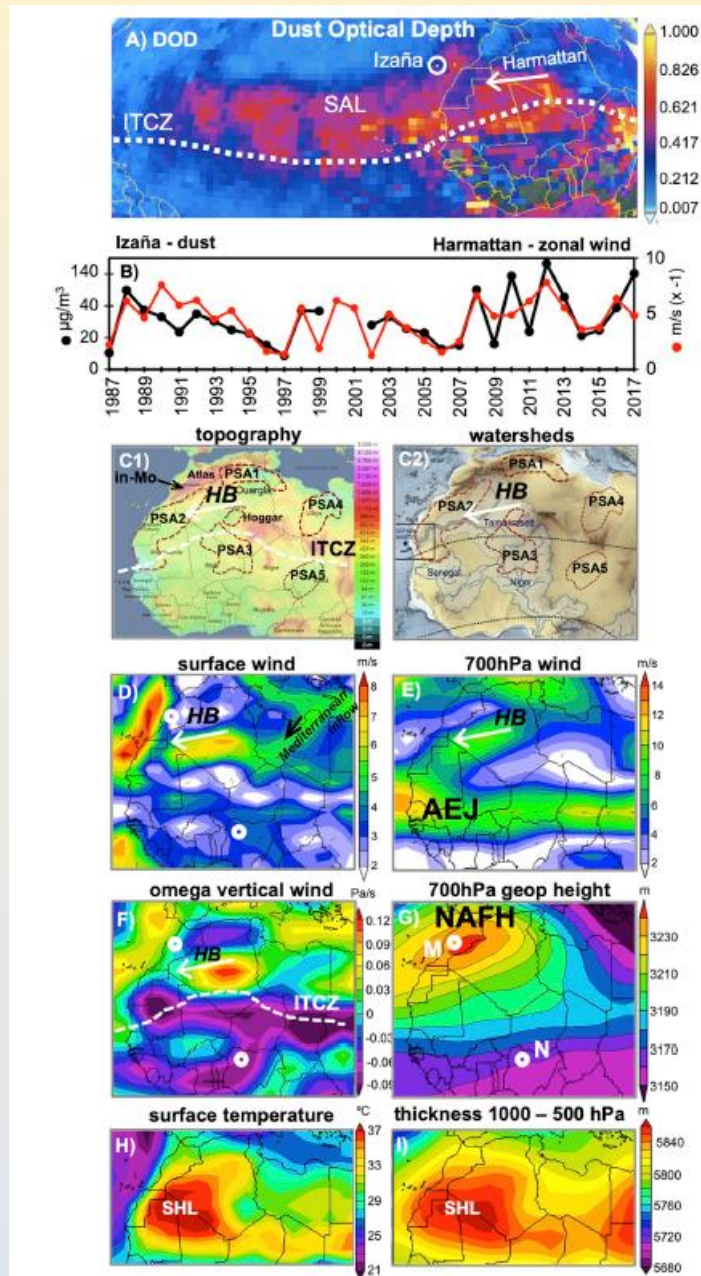 Dust Optical Depth
A) DOD
Izaña
Harmattan
SAL
ITCZ
1.000
0.826
0.621
0.417
0.212
0.007
Izaña - dust
Harmattan - zonal wind
B)
µg/m³
140
40
20
0
10
5
0
m/s (x -1)
1987
1989
1991
1993
1995
1997
1999
2001
2003
2005
2007
2009
2011
2013
2015
2017
topography
C1)
in-Mo
Atlas
PSA1
Ouargla
HB
PSA2
Hoggar
PSA4
ITCZ
PSA3
PSA5
watersheds
C2)
PSA1
HB
PSA2
PSA4
Tamanrasset
PSA3
PSA5
Senegal
Niger
surface wind
m/s
D)
HB
Mediterranean
inflow
8
7
6
5
4
3
2
700hPa wind
m/s
E)
HB
AEJ
14
12
10
8
6
4
2
omega vertical wind
Pa/s
F)
HB
ITCZ
0.12
0.09
0.06
0.03
0
-0.03
-0.06
-0.09
700hPa geop height
m
G)
NAFH
M
N
3230
3210
3190
3170
3150
surface temperature
ºC
H)
SHL
37
33
29
25
21
thickness 1000 – 500 hPa
m
I)
SHL
5840
5800
5760
5720
5680